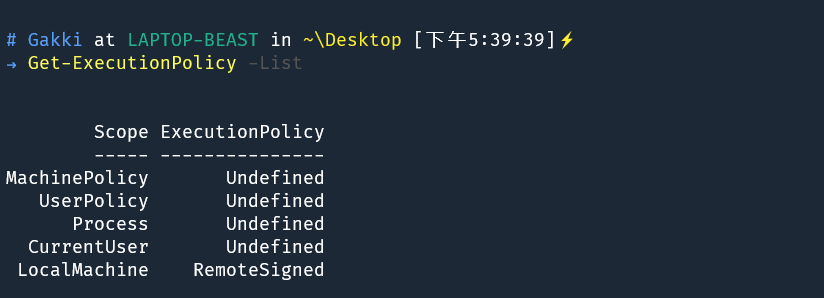 # Gakki at LAPTOP-BEAST in ~\Desktop [下午5:39:39]⚡
→ Get-ExecutionPolicy -List
Scope ExecutionPolicy
----- ---------------
MachinePolicy Undefined
UserPolicy Undefined
Process Undefined
CurrentUser Undefined
LocalMachine RemoteSigned